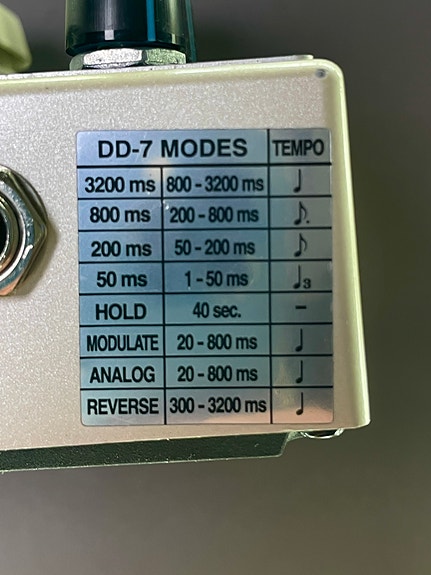 DD-7 MODES TEMPO
3200 ms 800 - 3200 ms ♩
800 ms 200 - 800 ms ♪.
200 ms 50 - 200 ms ♪
50 ms 1 - 50 ms ♩3
HOLD 40 sec. –
MODULATE 20 - 800 ms ♩
ANALOG 20 - 800 ms ♩
REVERSE 300 - 3200 ms ♩